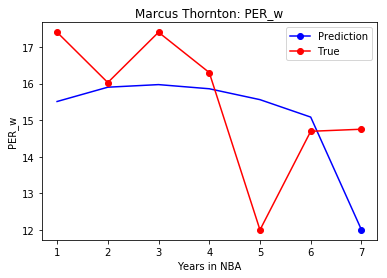 Marcus Thornton: PER_w
Prediction
True
17
16
15
14
13
12
PER_w
1 2 3 4 5 6 7
Years in NBA